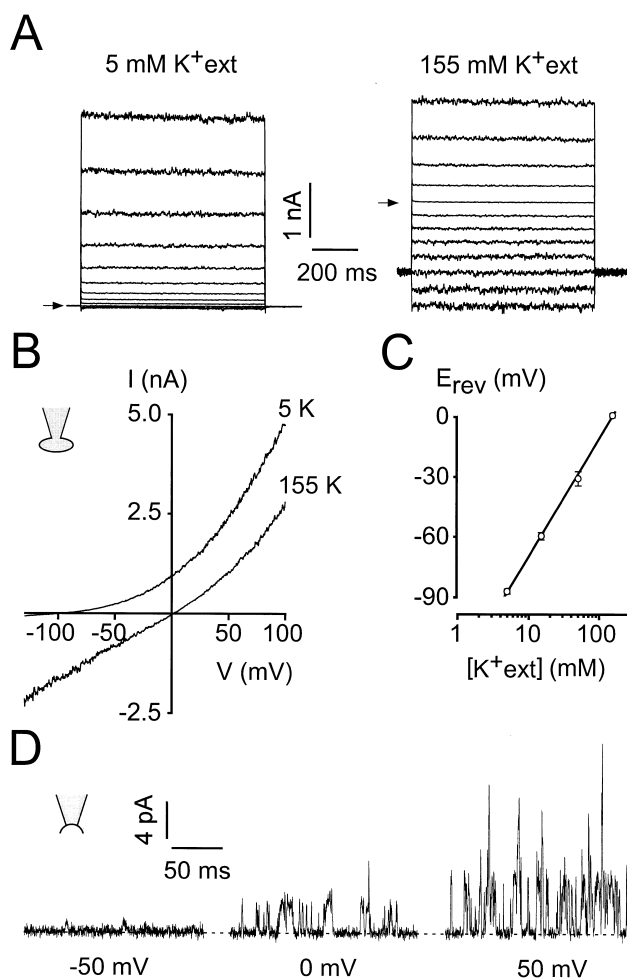 A
5 mM K+ext
155 mM K+ext
1 nA
200 ms
B
I (nA)
5.0
5 K
155 K
2.5
-100
-50
50
100
V (mV)
-2.5
C
Erev (mV)
0
-30
-60
-90
1
10
100
[K+ext] (mM)
D
4 pA
50 ms
-50 mV
0 mV
50 mV